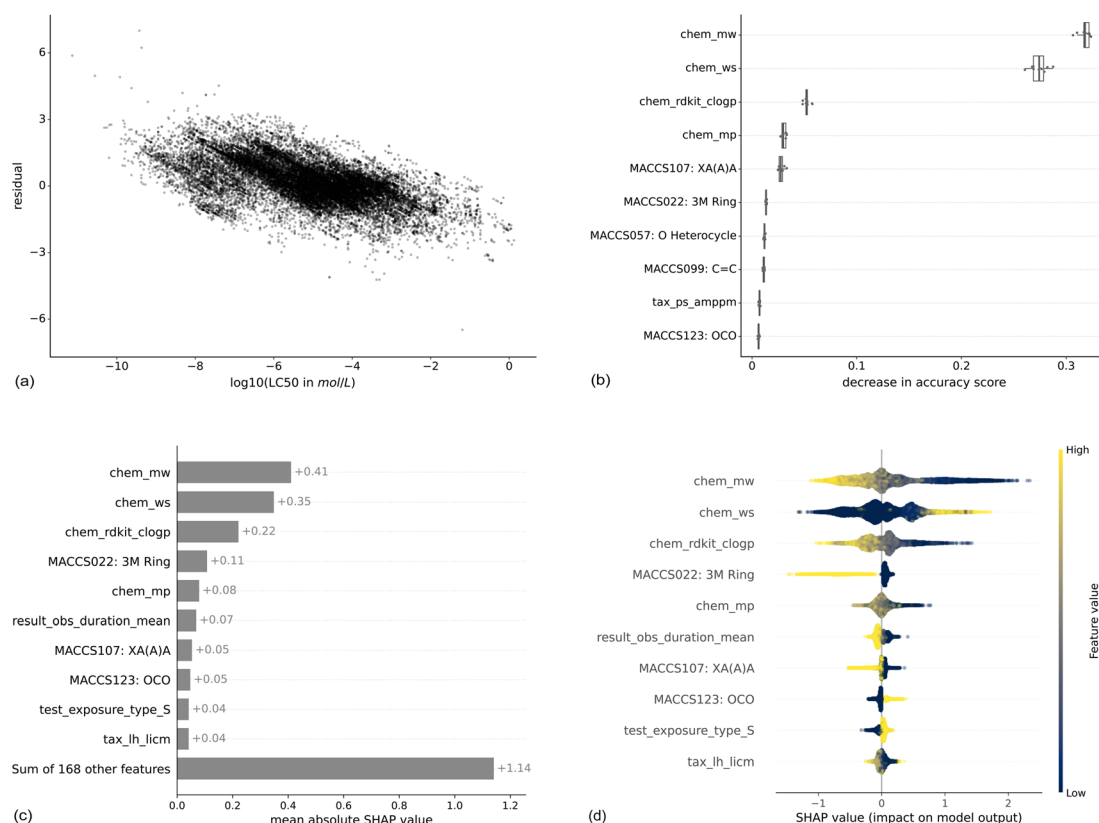 6
3
0
−3
−6
residual
−10
−8
−6
−4
−2
0
log10(LC50 in mol/L)
(a)
chem_mw
chem_ws
chem_rdkit_clogp
chem_mp
MACCS107: XA(A)A
MACCS022: 3M Ring
MACCS057: O Heterocycle
MACCS099: C=C
tax_ps_amppm
MACCS123: OCO
0
0.1
0.2
0.3
decrease in accuracy score
(b)
chem_mw
+0.41
chem_ws
+0.35
chem_rdkit_clogp
+0.22
MACCS022: 3M Ring
+0.11
chem_mp
+0.08
result_obs_duration_mean
+0.07
MACCS107: XA(A)A
+0.05
MACCS123: OCO
+0.05
test_exposure_type_S
+0.04
tax_lh_licm
+0.04
Sum of 168 other features
+1.14
0.0
0.2
0.4
0.6
0.8
1.0
1.2
mean absolute SHAP value
(c)
chem_mw
chem_ws
chem_rdkit_clogp
MACCS022: 3M Ring
chem_mp
result_obs_duration_mean
MACCS107: XA(A)A
MACCS123: OCO
test_exposure_type_S
tax_lh_licm
−1
0
1
2
SHAP value (impact on model output)
High
Feature value
Low
(d)